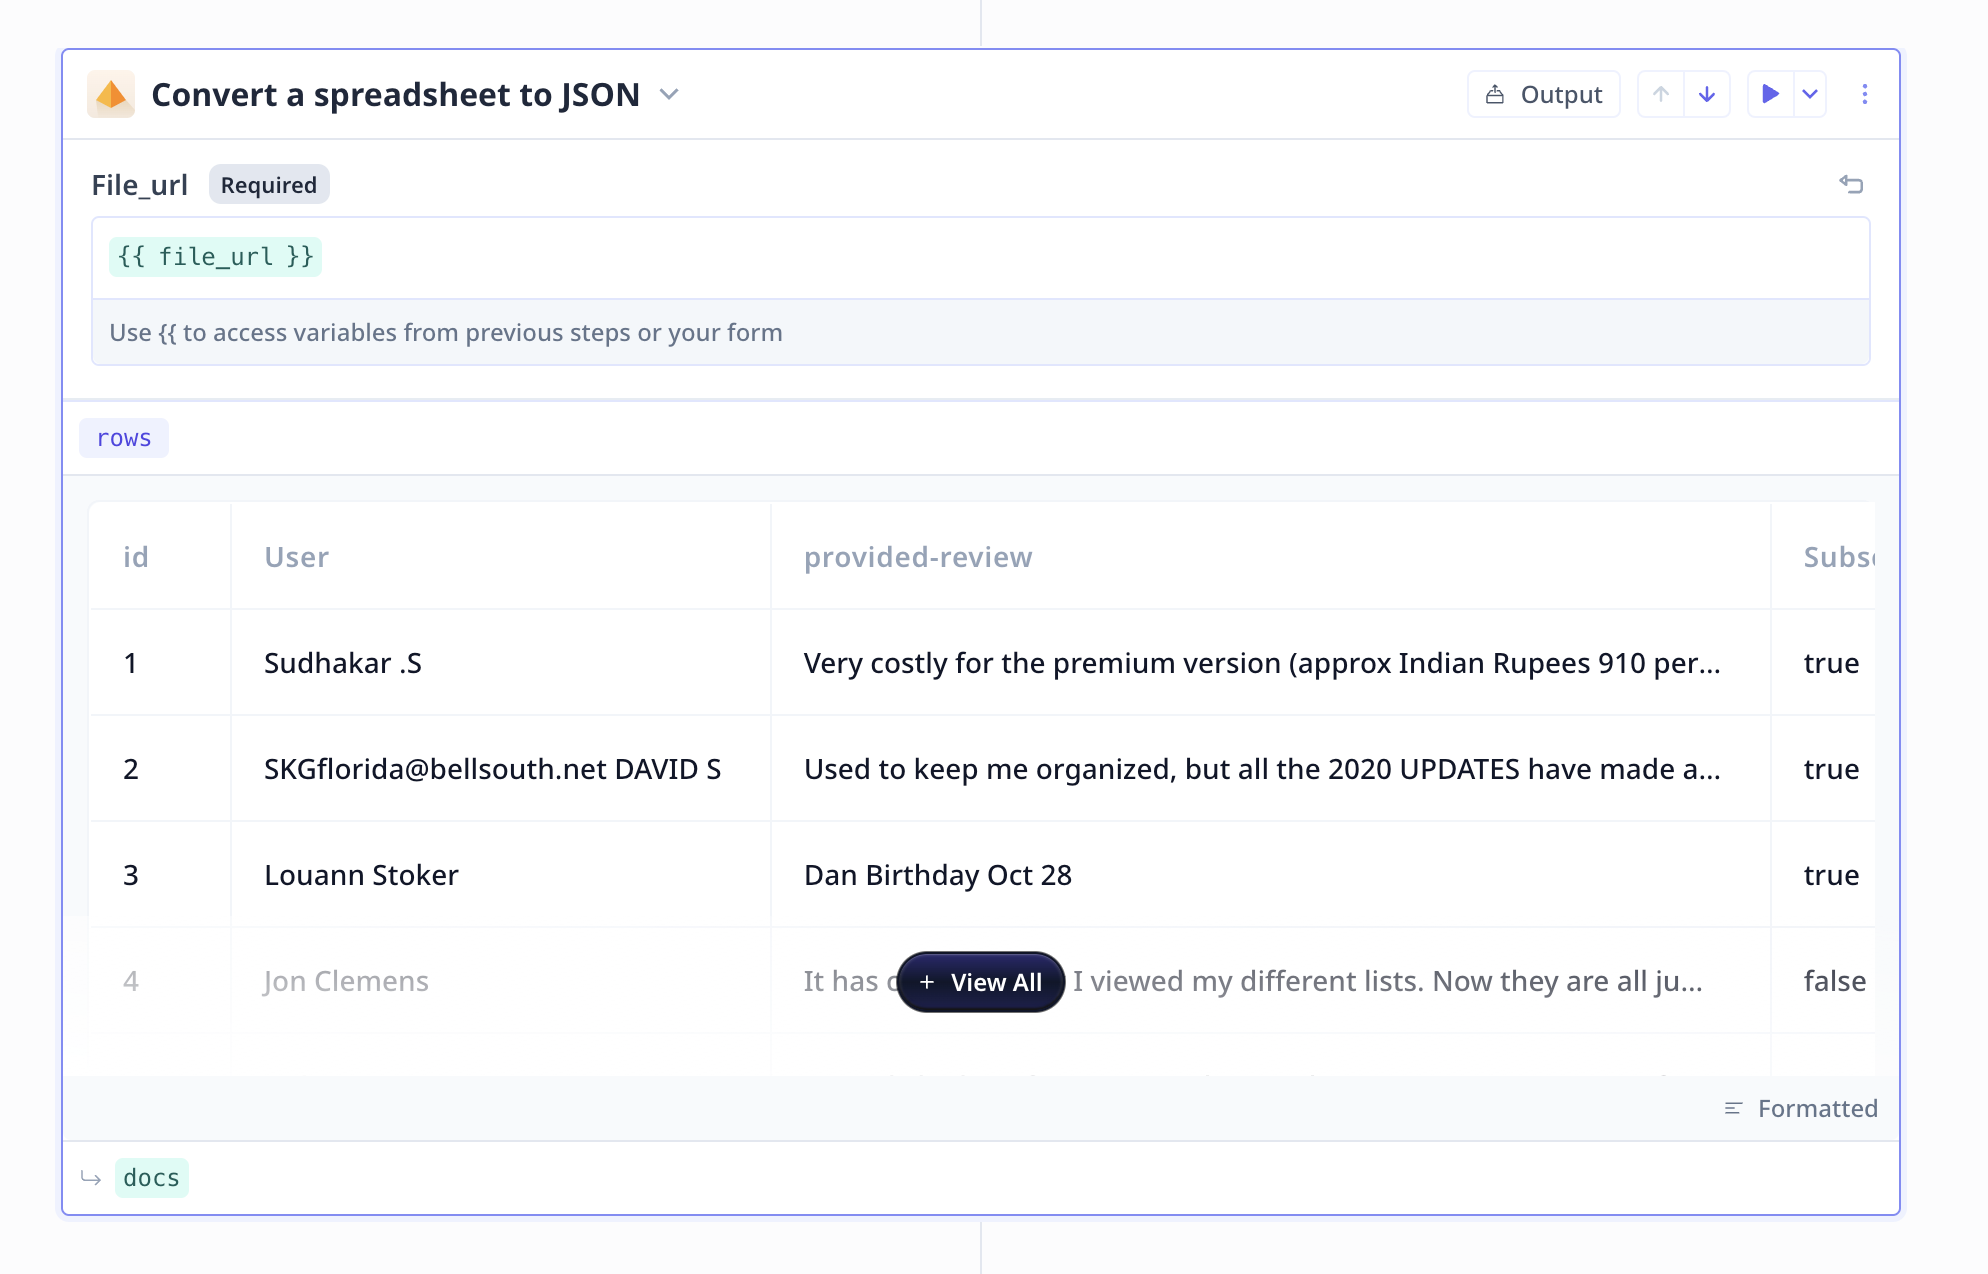 Convert a spreadsheet to JSON
Output
File_url Required
{{ file_url }}
Use {{ to access variables from previous steps or your form
rows
id User provided-review
1 Sudhakar .S Very costly for the premium version (approx Indian Rupees 910 per... true
2 SKGflorida@bellsouth.net DAVID S Used to keep me organized, but all the 2020 UPDATES have made a... true
3 Louann Stoker Dan Birthday Oct 28 true
4 Jon Clemens It has I viewed my different lists. Now they are all ju... false
+ View All
Formatted
docs